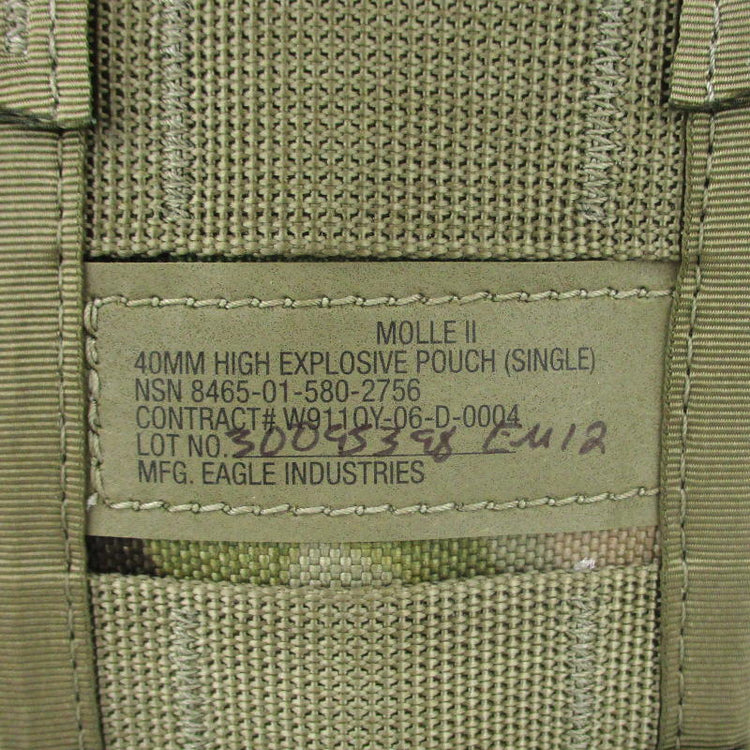 MOLLE II
40MM HIGH EXPLOSIVE POUCH (SINGLE)
NSN 8465-01-580-2756
CONTRACT# W911QY-06-D-0004
LOT NO. 30095398 EM12
MFG. EAGLE INDUSTRIES